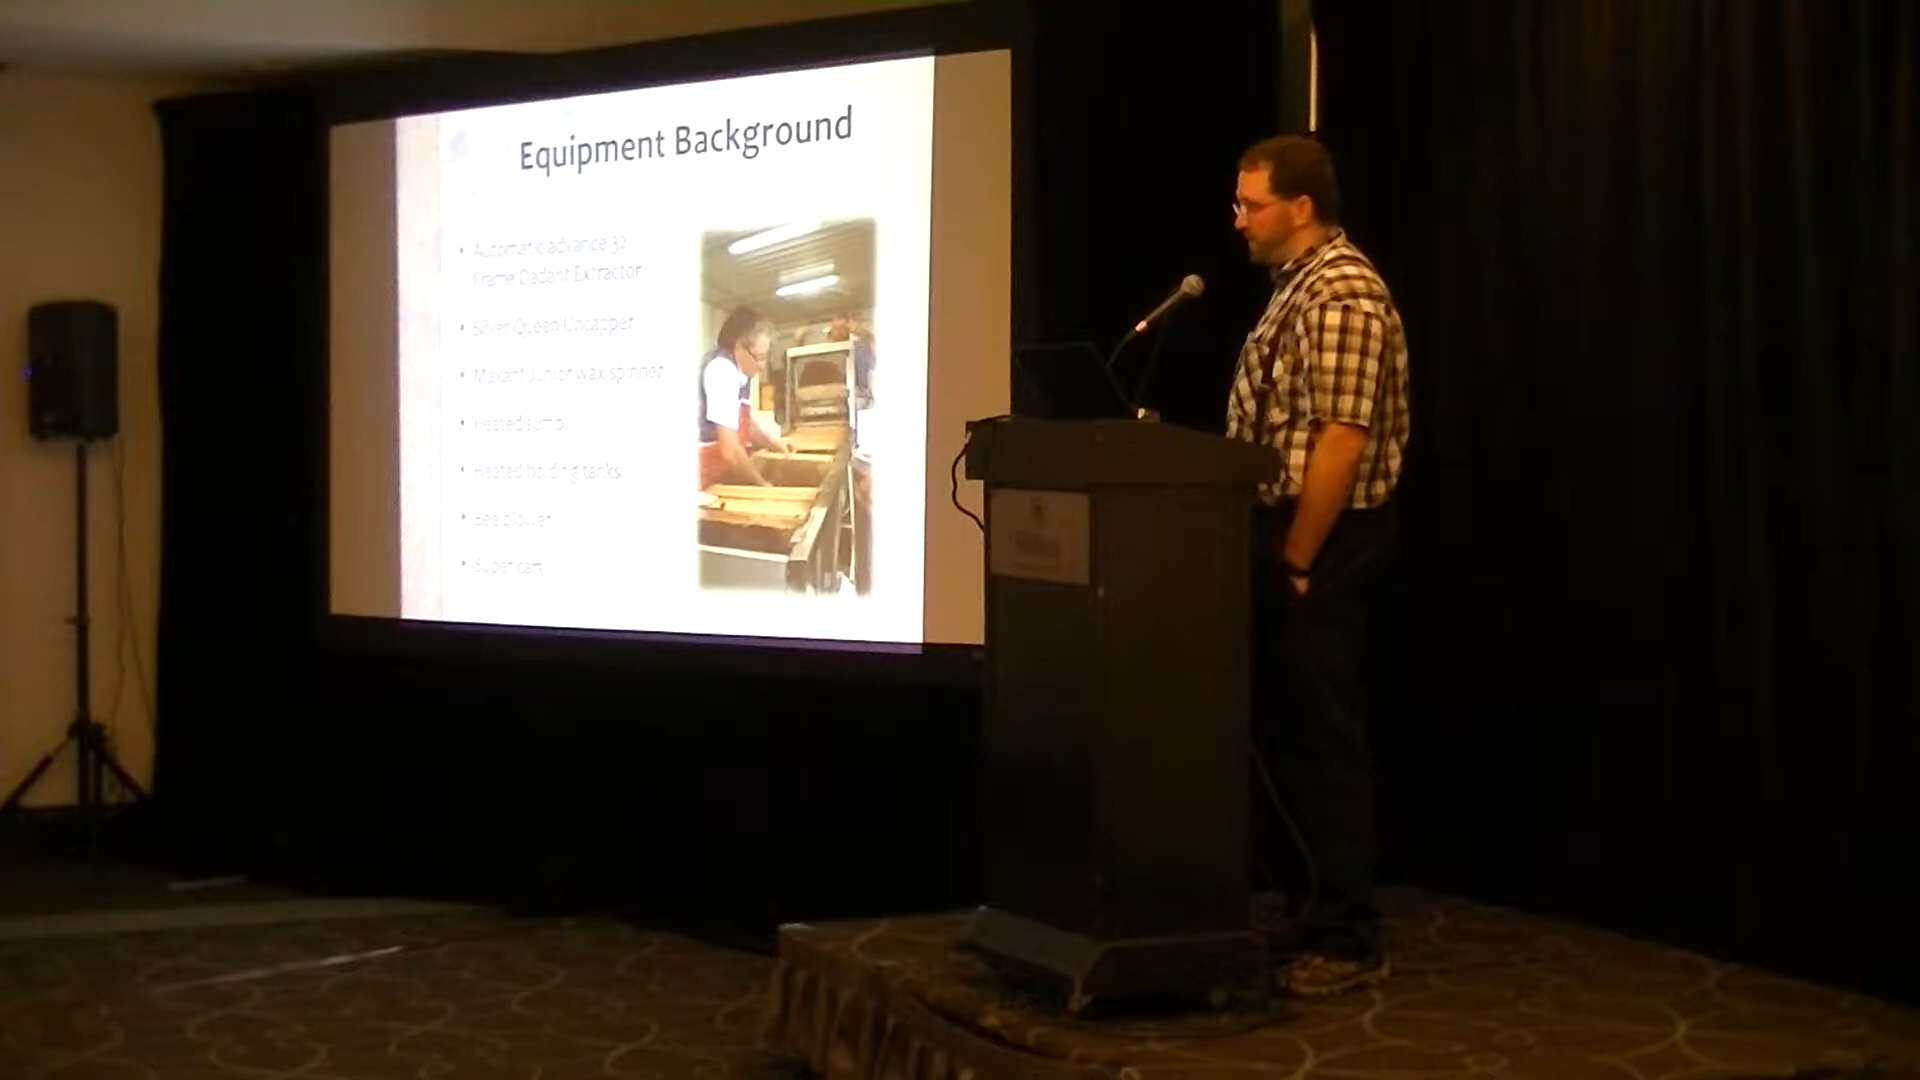 Equipment Background
• Automatic advance 32
Frame Dadant Extractor
• Silver Queen Uncapper
• Maxant Junior wax spinner
• Heated sump
• Heated holding tanks
• Bee blower
• Super cart